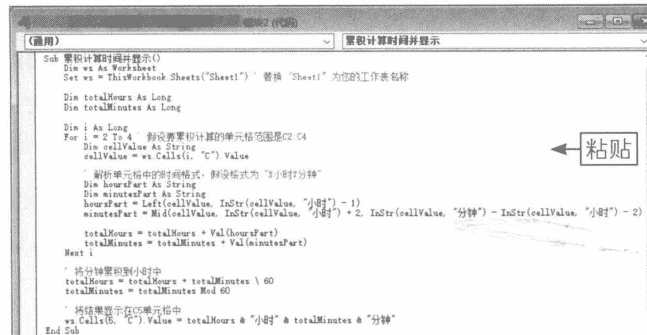 模块2 (代码)
(通用)
累积计算时间并显示
Sub 累积计算时间并显示()
Dim ws As Worksheet
Set ws = ThisWorkbook.Sheets("Sheet1") ' 替换 "Sheet1" 为您的工作表名称
Dim totalHours As Long
Dim totalMinutes As Long
Dim i As Long
For i = 2 To 4 ' 假设要累积计算的单元格范围是C2:C4
Dim cellValue As String
cellValue = ws.Cells(i, "C").Value
粘贴
' 解析单元格中的时间格式，假设格式为 "X小时Y分钟"
Dim hoursPart As String
Dim minutesPart As String
hoursPart = Left(cellValue, InStr(cellValue, "小时") - 1)
minutesPart = Mid(cellValue, InStr(cellValue, "小时") + 2, InStr(cellValue, "分钟") - InStr(cellValue, "小时") - 2)
totalHours = totalHours + Val(hoursPart)
totalMinutes = totalMinutes + Val(minutesPart)
Next i
' 将分钟累积到小时中
totalHours = totalHours + totalMinutes \ 60
totalMinutes = totalMinutes Mod 60
' 将结果显示在C5单元格中
ws.Cells(5, "C").Value = totalHours & "小时" & totalMinutes & "分钟"
End Sub